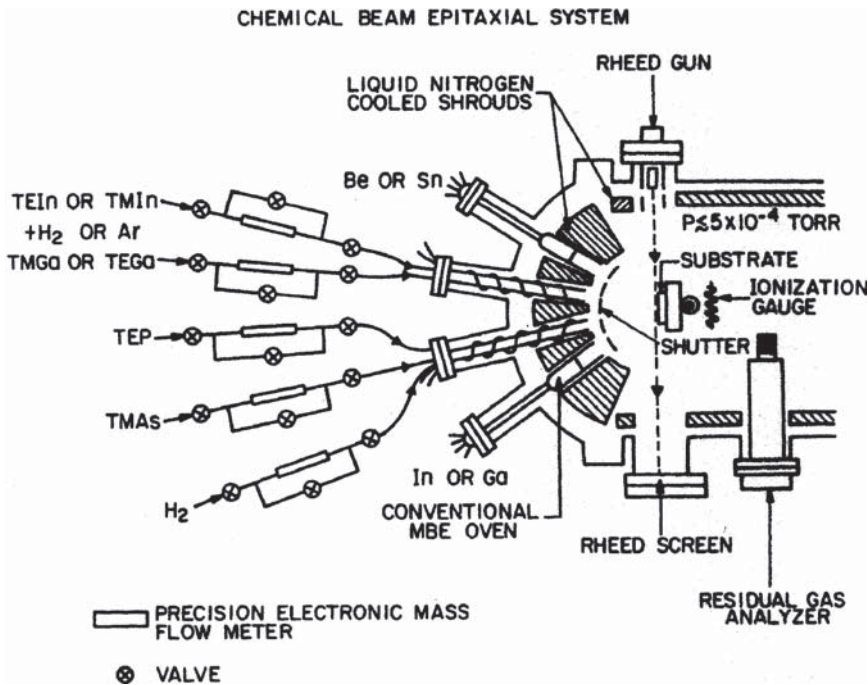 CHEMICAL BEAM EPITAXIAL SYSTEM
RHEED GUN
LIQUID NITROGEN
COOLED SHROUDS
Be OR Sn
TEIn OR TMIn
+H₂ OR Ar
TMGa OR TEGa
P≤5×10⁻⁴ TORR
SUBSTRATE
IONIZATION
GAUGE
TEP
SHUTTER
TMAs
In OR Ga
H₂
CONVENTIONAL
MBE OVEN
RHEED SCREEN
RESIDUAL GAS
ANALYZER
PRECISION ELECTRONIC MASS
FLOW METER
VALVE